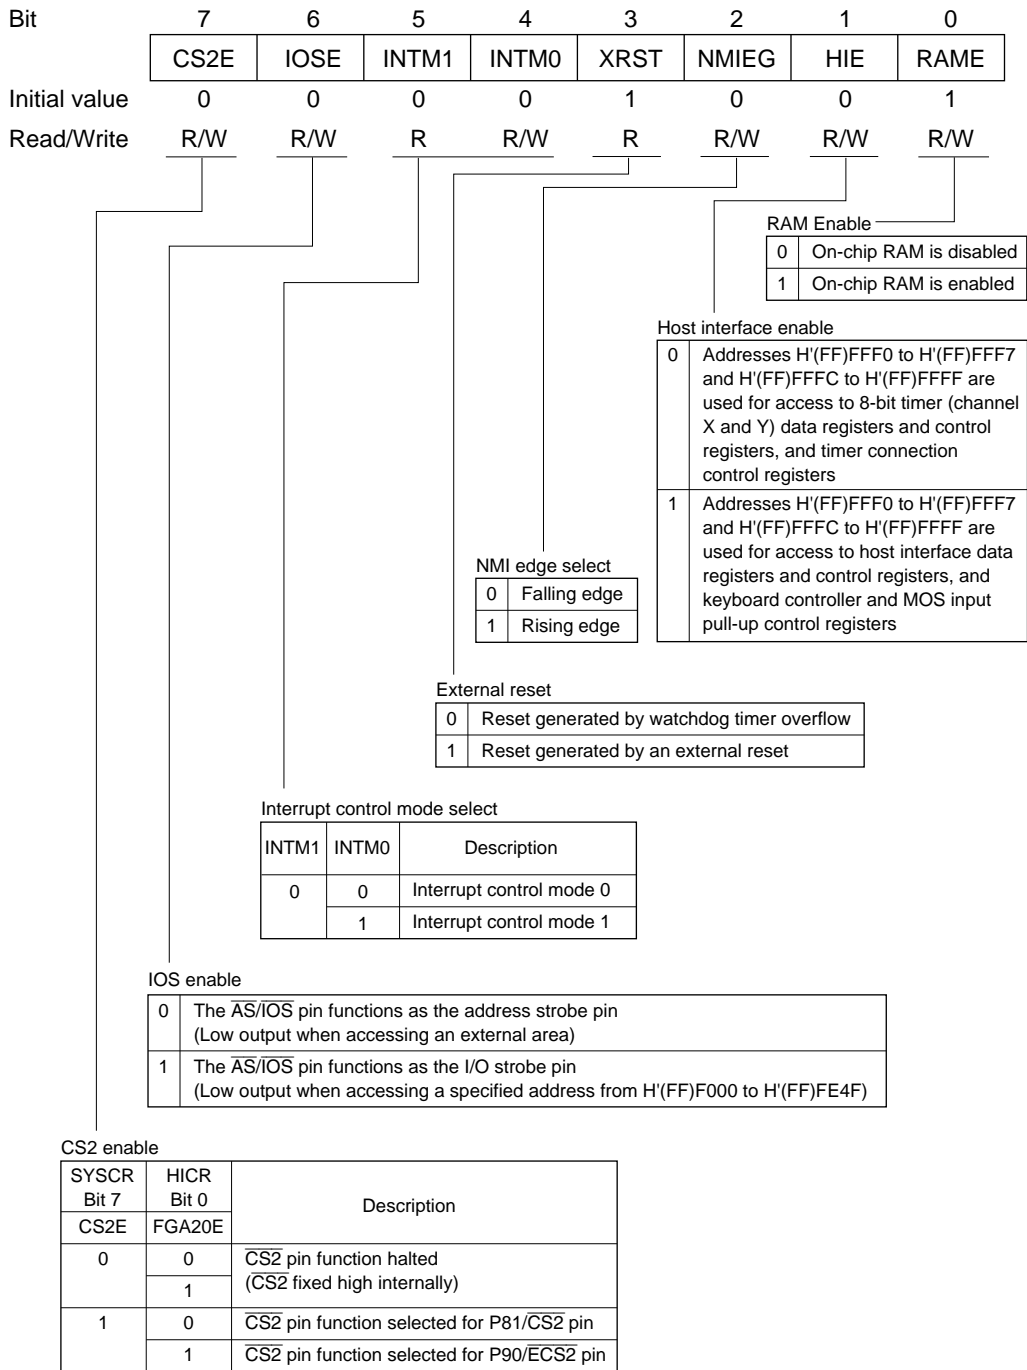 Bit 7 6 5 4 3 2 1 0
CS2E IOSE INTM1 INTM0 XRST NMIEG HIE RAME
Initial value 0 0 0 0 1 0 0 1
Read/Write R/W R/W R R/W R R/W R/W R/W
RAM Enable
0 On-chip RAM is disabled
1 On-chip RAM is enabled
Host interface enable
0 Addresses H'(FF)FFF0 to H'(FF)FFF7
and H'(FF)FFFC to H'(FF)FFFF are
used for access to 8-bit timer (channel
X and Y) data registers and control
registers, and timer connection
control registers
1 Addresses H'(FF)FFF0 to H'(FF)FFF7
and H'(FF)FFFC to H'(FF)FFFF are
used for access to host interface data
registers and control registers, and
keyboard controller and MOS input
pull-up control registers
NMI edge select
0 Falling edge
1 Rising edge
External reset
0 Reset generated by watchdog timer overflow
1 Reset generated by an external reset
Interrupt control mode select
INTM1 INTM0 Description
0 0 Interrupt control mode 0
1 Interrupt control mode 1
IOS enable
0 The A̅S̅/I̅O̅S̅ pin functions as the address strobe pin
(Low output when accessing an external area)
1 The A̅S̅/I̅O̅S̅ pin functions as the I/O strobe pin
(Low output when accessing a specified address from H'(FF)F000 to H'(FF)FE4F)
CS2 enable
SYSCR HICR
Bit 7 Bit 0 Description
CS2E FGA20E
0 0 C̅S̅2̅ pin function halted
1 (C̅S̅2̅ fixed high internally)
1 0 C̅S̅2̅ pin function selected for P81/C̅S̅2̅ pin
1 C̅S̅2̅ pin function selected for P90/E̅C̅S̅2̅ pin